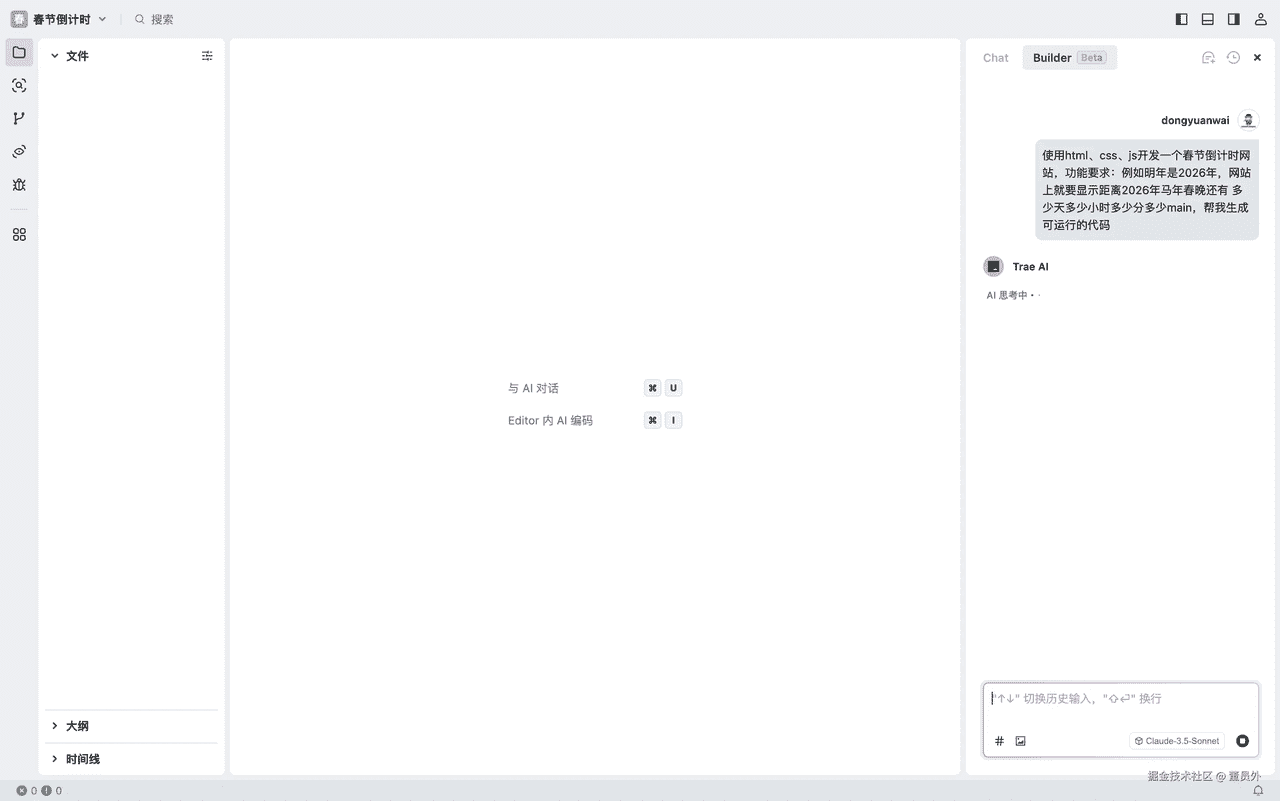 春 春节倒计时
搜索
文件
Chat
Builder Beta
dongyuanwai
使用html、css、js开发一个春节倒计时网
站，功能要求：例如明年是2026年，网站
上就要显示距离2026年马年春晚还有 多
少天多少小时多少分多少main，帮我生成
可运行的代码
Trae AI
AI 思考中
与 AI 对话 ⌘ U
Editor 内 AI 编码 ⌘ I
大纲
时间线
"↑↓" 切换历史输入，"⇧⏎" 换行
Claude-3.5-Sonnet
掘金技术社区 @ 董员外
0 0